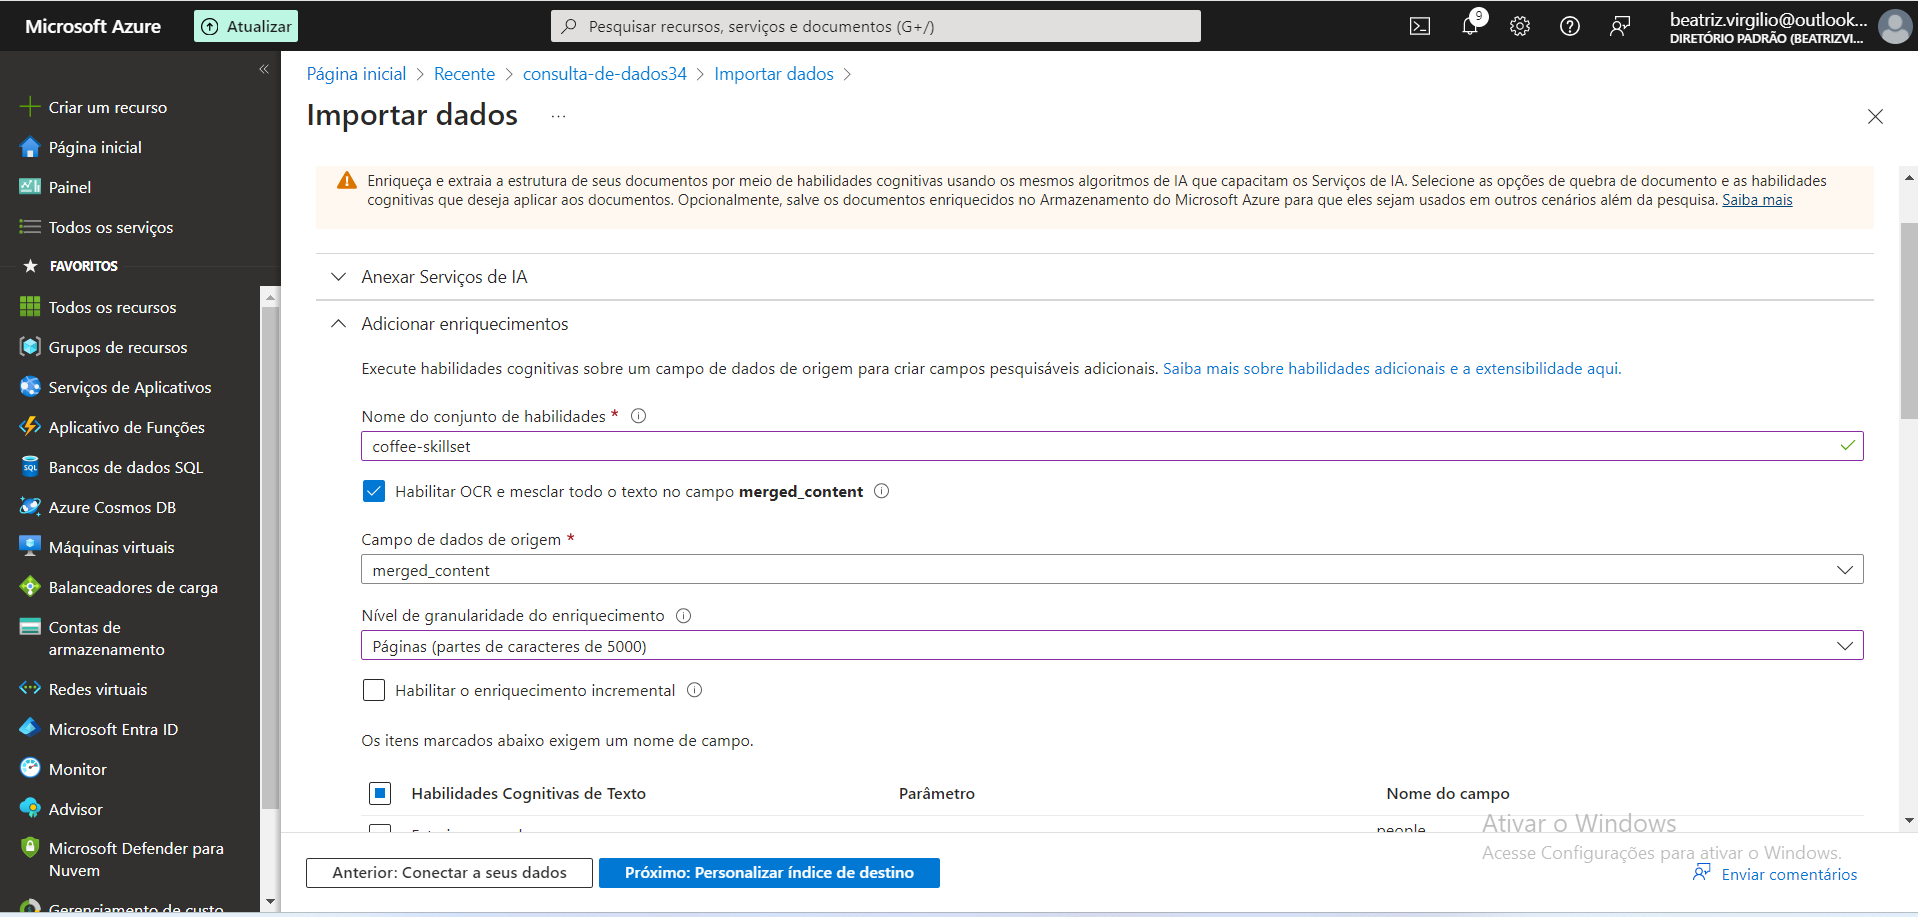 Microsoft Azure
Atualizar
Pesquisar recursos, serviços e documentos (G+/)
9
beatriz.virgilio@outlook...
DIRETÓRIO PADRÃO (BEATRIZVI...
Criar um recurso
Página inicial
Painel
Todos os serviços
FAVORITOS
Todos os recursos
Grupos de recursos
Serviços de Aplicativos
Aplicativo de Funções
Bancos de dados SQL
Azure Cosmos DB
Máquinas virtuais
Balanceadores de carga
Contas de
armazenamento
Redes virtuais
Microsoft Entra ID
Monitor
Advisor
Microsoft Defender para
Nuvem
Gerenciamento de custo
Página inicial > Recente > consulta-de-dados34 > Importar dados >
Importar dados ...
Enriqueça e extraia a estrutura de seus documentos por meio de habilidades cognitivas usando os mesmos algoritmos de IA que capacitam os Serviços de IA. Selecione as opções de quebra de documento e as habilidades
cognitivas que deseja aplicar aos documentos. Opcionalmente, salve os documentos enriquecidos no Armazenamento do Microsoft Azure para que eles sejam usados em outros cenários além da pesquisa. Saiba mais
Anexar Serviços de IA
Adicionar enriquecimentos
Execute habilidades cognitivas sobre um campo de dados de origem para criar campos pesquisáveis adicionais. Saiba mais sobre habilidades adicionais e a extensibilidade aqui.
Nome do conjunto de habilidades *
coffee-skillset
Habilitar OCR e mesclar todo o texto no campo merged_content
Campo de dados de origem *
merged_content
Nível de granularidade do enriquecimento
Páginas (partes de caracteres de 5000)
Habilitar o enriquecimento incremental
Os itens marcados abaixo exigem um nome de campo.
Habilidades Cognitivas de Texto Parâmetro Nome do campo
people
Ativar o Windows
Acesse Configurações para ativar o Windows.
Anterior: Conectar a seus dados
Próximo: Personalizar índice de destino
Enviar comentários